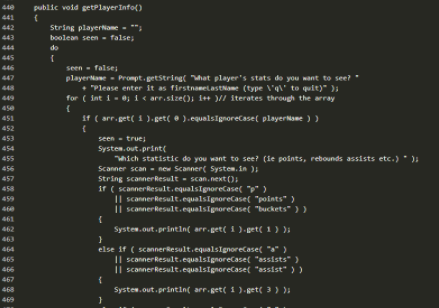 440 public void getPlayerInfo()
441 {
442 String playerName = "";
443 boolean seen = false;
444 do
445 {
446 seen = false;
447 playerName = Prompt.getString( "What player's stats do you want to see? "
448 + "Please enter it as firstnameLastName (type \'q\' to quit)" );
449 for ( int i = 0; i < arr.size(); i++ )// iterates through the array
450 {
451 if ( arr.get( i ).get( 0 ).equalsIgnoreCase( playerName ) )
452 {
453 seen = true;
454 System.out.print(
455 "Which statistic do you want to see? (ie points, rebounds assists etc.) " );
456 Scanner scan = new Scanner( System.in );
457 String scannerResult = scan.next();
458 if ( scannerResult.equalsIgnoreCase( "p" )
459 || scannerResult.equalsIgnoreCase( "points" )
460 || scannerResult.equalsIgnoreCase( "buckets" ) )
461 {
462 System.out.println( arr.get( i ).get( 1 ) );
463 }
464 else if ( scannerResult.equalsIgnoreCase( "a" )
465 || scannerResult.equalsIgnoreCase( "assists" )
466 || scannerResult.equalsIgnoreCase( "assist" ) )
467 {
468 System.out.println( arr.get( i ).get( 3 ) );
469 }